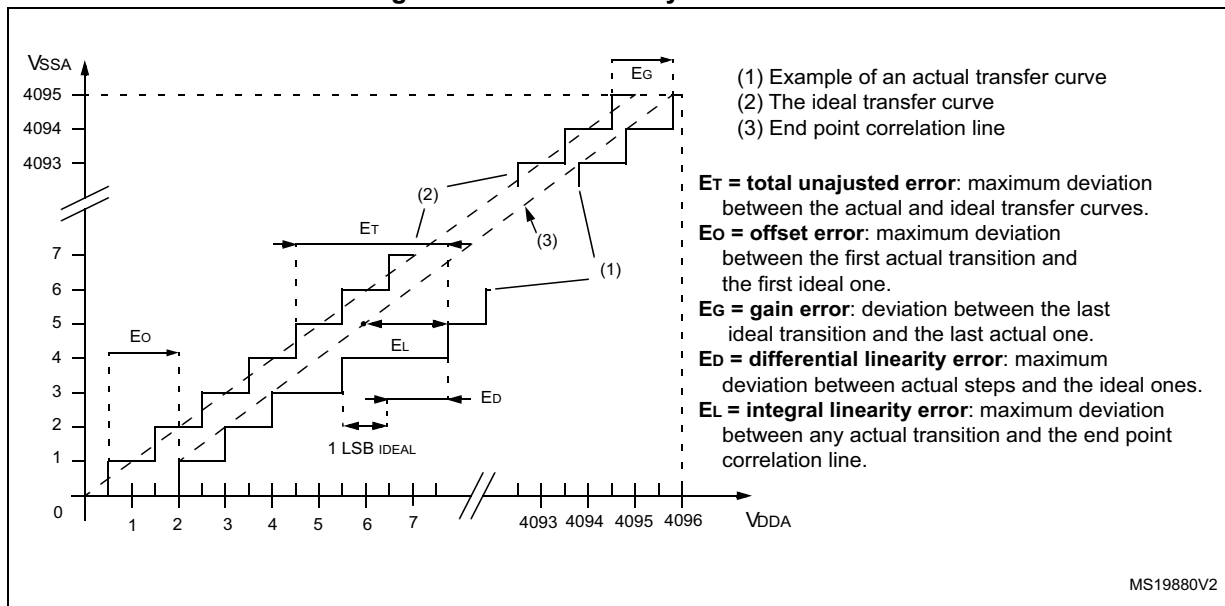 VSSA
4095
4094
4093
7
6
5
4
3
2
1
0
1 2 3 4 5 6 7 4093 4094 4095 4096
VDDA
EO
ET
EL
ED
EG
1 LSB IDEAL
(2)
(3)
(1)
(1) Example of an actual transfer curve
(2) The ideal transfer curve
(3) End point correlation line
ET = total unajusted error: maximum deviation
between the actual and ideal transfer curves.
EO = offset error: maximum deviation
between the first actual transition and
the first ideal one.
EG = gain error: deviation between the last
ideal transition and the last actual one.
ED = differential linearity error: maximum
deviation between actual steps and the ideal ones.
EL = integral linearity error: maximum deviation
between any actual transition and the end point
correlation line.
MS19880V2